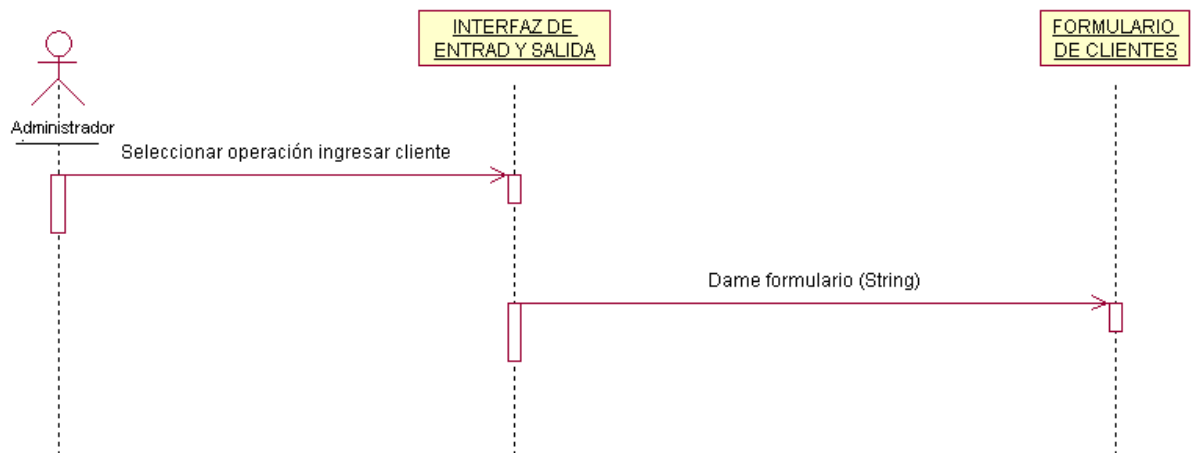 INTERFAZ DE
ENTRAD Y SALIDA
FORMULARIO
DE CLIENTES
Administrador
Seleccionar operación ingresar cliente
Dame formulario (String)